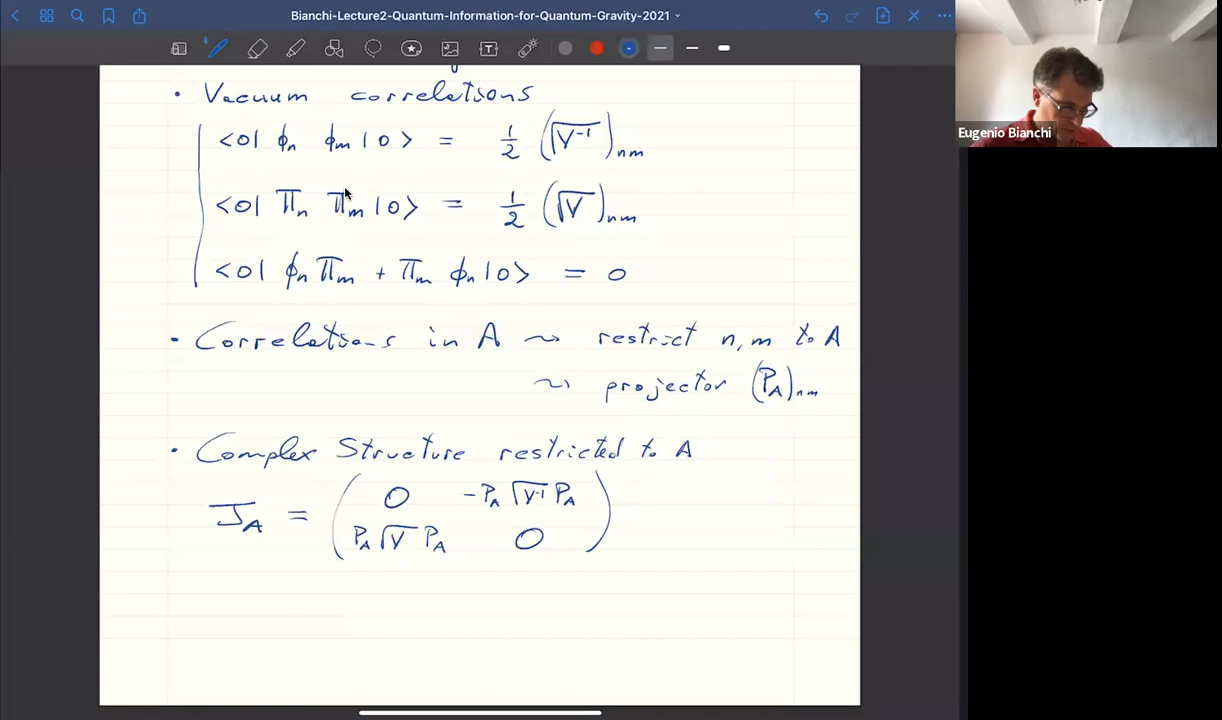 Bianchi-Lecture2-Quantum-Information-for-Quantum-Gravity-2021
Eugenio Bianchi
• Vacuum correlations
<0| ϕn ϕm |0> = 1/2 (√V⁻¹)nm
<0| Πn Πm |0> = 1/2 (√V)nm
<0| ϕn Πm + Πm ϕn |0> = 0
• Correlations in A ⇝ restrict n, m to A
⇝ projector (PA)nm
• Complex Structure restricted to A
JA = ( 0 -PA √V⁻¹ PA
PA √V PA 0 )